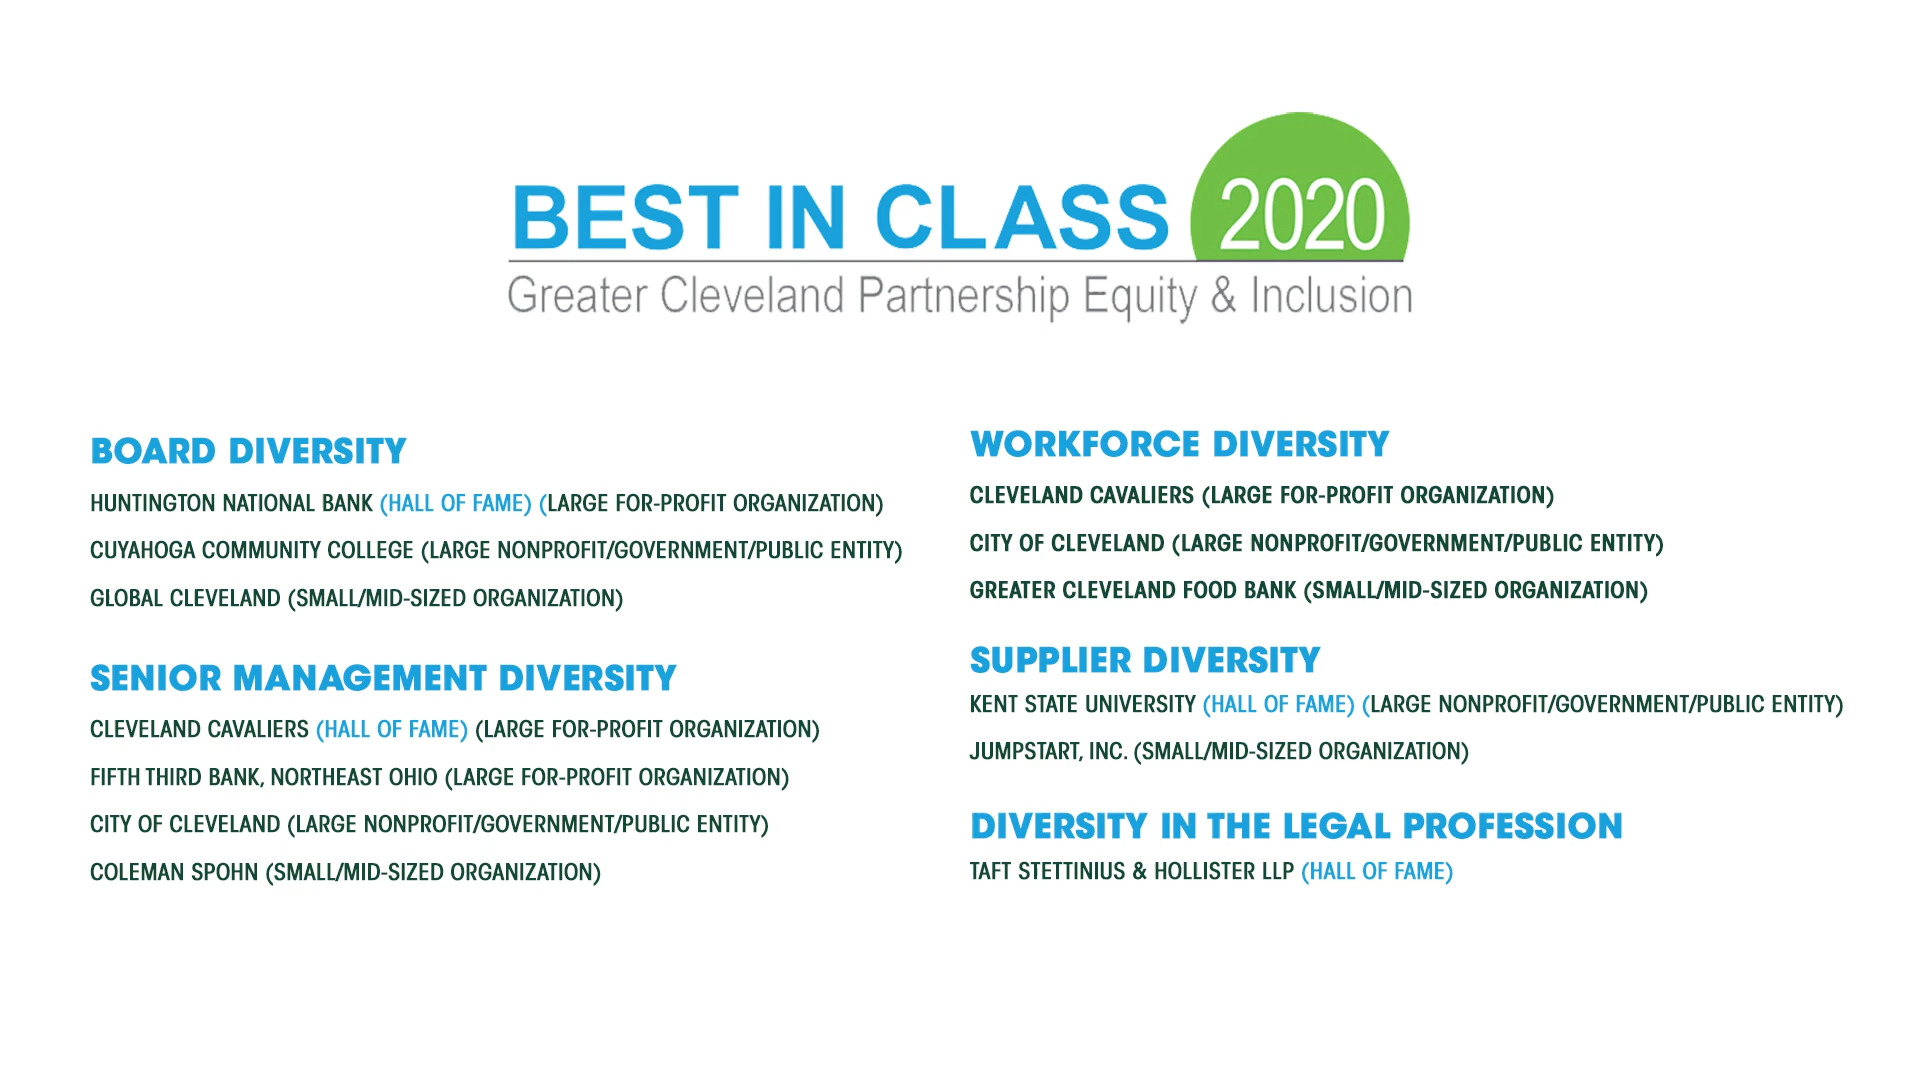 BEST IN CLASS 2020
Greater Cleveland Partnership Equity & Inclusion
BOARD DIVERSITY
HUNTINGTON NATIONAL BANK (HALL OF FAME) (LARGE FOR-PROFIT ORGANIZATION)
CUYAHOGA COMMUNITY COLLEGE (LARGE NONPROFIT/GOVERNMENT/PUBLIC ENTITY)
GLOBAL CLEVELAND (SMALL/MID-SIZED ORGANIZATION)
SENIOR MANAGEMENT DIVERSITY
CLEVELAND CAVALIERS (HALL OF FAME) (LARGE FOR-PROFIT ORGANIZATION)
FIFTH THIRD BANK, NORTHEAST OHIO (LARGE FOR-PROFIT ORGANIZATION)
CITY OF CLEVELAND (LARGE NONPROFIT/GOVERNMENT/PUBLIC ENTITY)
COLEMAN SPOHN (SMALL/MID-SIZED ORGANIZATION)
WORKFORCE DIVERSITY
CLEVELAND CAVALIERS (LARGE FOR-PROFIT ORGANIZATION)
CITY OF CLEVELAND (LARGE NONPROFIT/GOVERNMENT/PUBLIC ENTITY)
GREATER CLEVELAND FOOD BANK (SMALL/MID-SIZED ORGANIZATION)
SUPPLIER DIVERSITY
KENT STATE UNIVERSITY (HALL OF FAME) (LARGE NONPROFIT/GOVERNMENT/PUBLIC ENTITY)
JUMPSTART, INC. (SMALL/MID-SIZED ORGANIZATION)
DIVERSITY IN THE LEGAL PROFESSION
TAFT STETTINIUS & HOLLISTER LLP (HALL OF FAME)